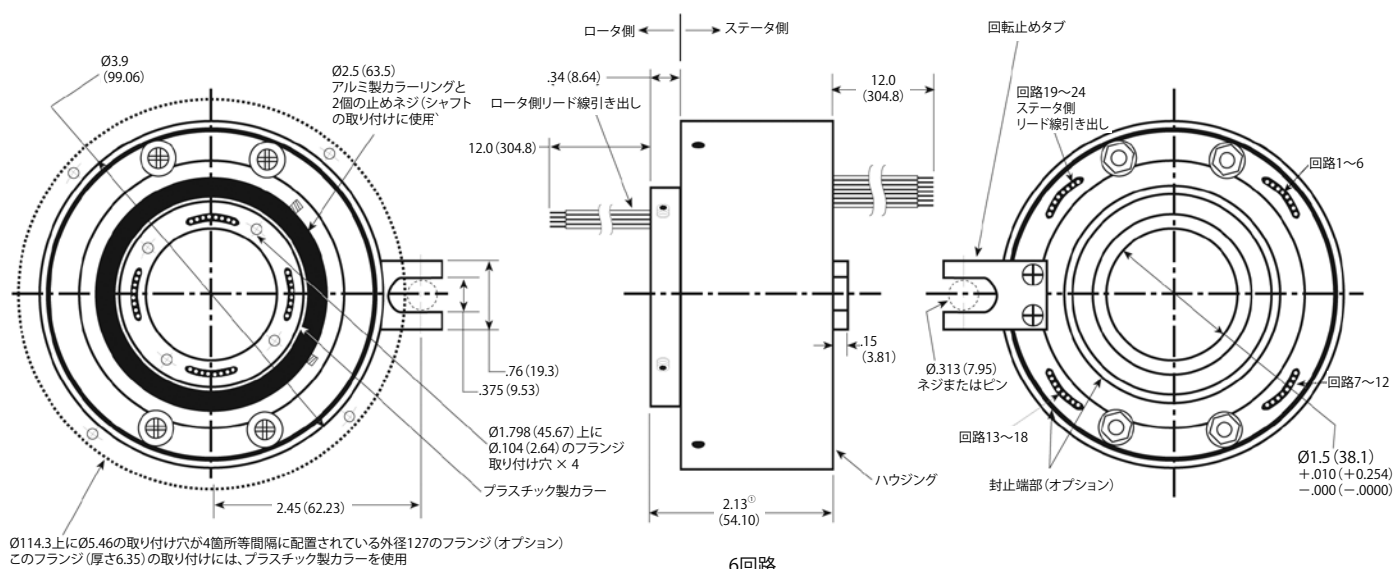 Ø3.9
(99.06)
Ø2.5(63.5)
アルミ製カラーリングと
2個の止めネジ(シャフト
の取り付けに使用
.76(19.3)
.375(9.53)
Ø1.798(45.67)上に
Ø.104(2.64)のフランジ
取り付け穴 × 4
プラスチック製カラー
2.45(62.23)
Ø114.3上にØ5.46の取り付け穴が4箇所等間隔に配置されている外径127のフランジ(オプション)
このフランジ(厚さ6.35)の取り付けには、プラスチック製カラーを使用
ロータ側
ステータ側
.34(8.64)
ロータ側リード線引き出し
12.0(304.8)
12.0
(304.8)
.15
(3.81)
ハウジング
2.13①
(54.10)
6回路
回転止めタブ
回路19〜24
ステータ側
リード線引き出し
回路1〜6
Ø.313(7.95)
ネジまたはピン
回路7〜12
回路13〜18
封止端部(オプション)
Ø1.5(38.1)
+.010(+0.254)
−.000(−.0000)